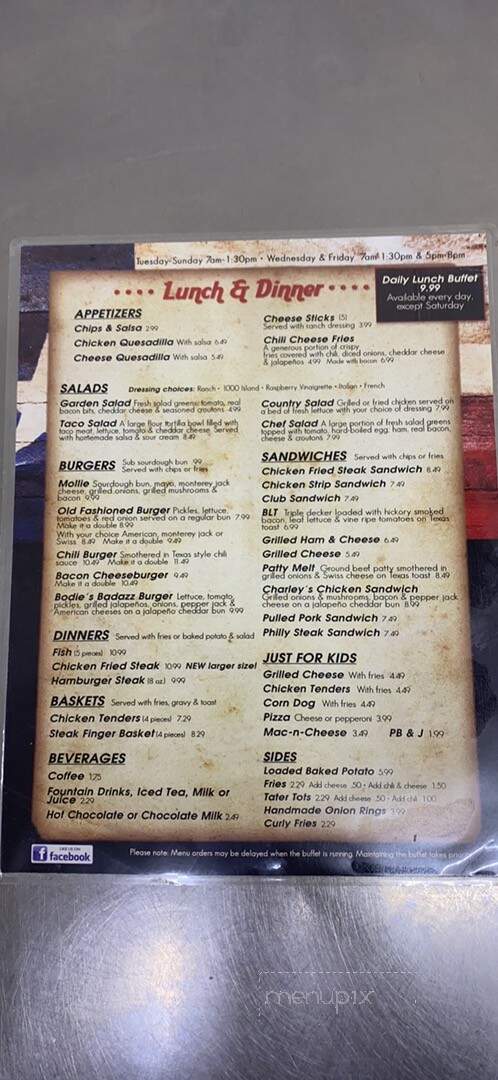 Tuesday-Sunday 7am-1:30pm • Wednesday & Friday 7am-1:30pm & 5pm-8pm
Lunch & Dinner
Daily Lunch Buffet
9.99
Available every day,
except Saturday
APPETIZERS
Chips & Salsa 2.99
Chicken Quesadilla With salsa 6.49
Cheese Quesadilla With salsa 5.49
Cheese Sticks (5)
Served with ranch dressing 3.99
Chili Cheese Fries
A generous portion of crispy
fries covered with chili, diced onions, cheddar cheese
& jalapeños 4.99 Made with bacon 6.99
SALADS Dressing choices: Ranch • 1000 Island • Raspberry Vinaigrette • Italian • French
Garden Salad Fresh salad greens, tomato, real
bacon bits, cheddar cheese & seasoned croutons 4.99
Taco Salad A large flour tortilla bowl filled with
taco meat, lettuce, tomato & cheddar cheese. Served
with homemade salsa & sour cream 8.49
Country Salad Grilled or fried chicken served on
a bed of fresh lettuce with your choice of dressing 7.99
Chef Salad A large portion of fresh salad greens
topped with tomato, hard-boiled egg, ham, real bacon,
cheese & croutons 7.99
BURGERS Sub sourdough bun .99
Served with chips or fries
Mollie Sourdough bun, mayo, monterey jack
cheese, grilled onions, grilled mushrooms &
bacon 9.99
Old Fashioned Burger Pickles, lettuce,
tomatoes & red onion served on a regular bun 7.99
Make it a double 8.99
With your choice American, monterey jack or
Swiss 8.49 Make it a double 9.49
Chili Burger Smothered in Texas style chili
sauce 10.49 Make it a double 11.49
Bacon Cheeseburger 9.49
Make it a double 10.49
Bodie's Badazz Burger Lettuce, tomato,
pickles, grilled jalapeños, onions, pepper jack &
American cheeses on a jalapeño cheddar bun 9.99
SANDWICHES Served with chips or fries
Chicken Fried Steak Sandwich 8.49
Chicken Strip Sandwich 7.49
Club Sandwich 7.49
BLT Triple decker loaded with hickory smoked
bacon, leaf lettuce & vine ripe tomatoes on Texas
toast 6.99
Grilled Ham & Cheese 6.49
Grilled Cheese 5.49
Patty Melt Ground beef patty smothered in
grilled onions & Swiss cheese on Texas toast 8.49
Charley's Chicken Sandwich
Grilled onions & mushrooms, bacon & pepper jack
cheese on a jalapeño cheddar bun 8.99
Pulled Pork Sandwich 7.49
Philly Steak Sandwich 7.49
DINNERS Served with fries or baked potato & salad
Fish (5 pieces) 10.99
Chicken Fried Steak 10.99 NEW larger size!
Hamburger Steak (8 oz.) 9.99
BASKETS Served with fries, gravy & toast
Chicken Tenders (4 pieces) 7.29
Steak Finger Basket (4 pieces) 8.29
JUST FOR KIDS
Grilled Cheese With fries 4.49
Chicken Tenders With fries 4.49
Corn Dog With fries 4.49
Pizza Cheese or pepperoni 3.99
Mac-n-Cheese 3.49 PB & J 1.99
BEVERAGES
Coffee 1.75
Fountain Drinks, Iced Tea, Milk or
Juice 2.29
Hot Chocolate or Chocolate Milk 2.49
SIDES
Loaded Baked Potato 5.99
Fries 2.29 Add cheese .50 • Add chili & cheese 1.50
Tater Tots 2.29 Add cheese .50 • Add chili 1.00
Handmade Onion Rings 3.99
Curly Fries 2.29
LIKE US ON
f facebook
Please note: Menu orders may be delayed when the buffet is running. Maintaining the buffet takes
menupix